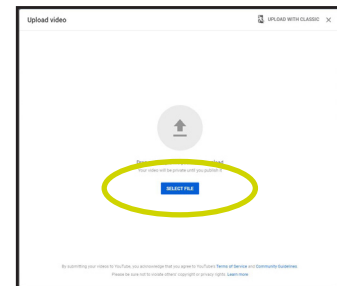 Upload video
UPLOAD WITH CLASSIC
Your videos will be private until you publish it
SELECT FILE
By submitting your videos to YouTube, you acknowledge that you agree to YouTube's Terms of Service and Community Guidelines.
Please be sure not to violate others' copyright or privacy rights. Learn more